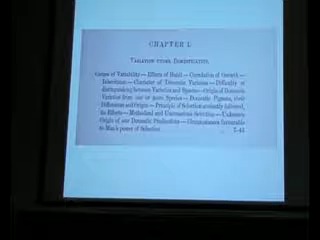 CHAPTER I.
VARIATION UNDER DOMESTICATION.
Causes of Variability — Effects of Habit — Correlation of Growth —
Inheritance — Character of Domestic Varieties — Difficulty of
distinguishing between Varieties and Species — Origin of Domestic
Varieties from one or more Species — Domestic Pigeons, their
Differences and Origin — Principle of Selection anciently followed,
its Effects — Methodical and Unconscious Selection — Unknown
Origin of our Domestic Productions — Circumstances favourable
to Man's power of Selection 7-43